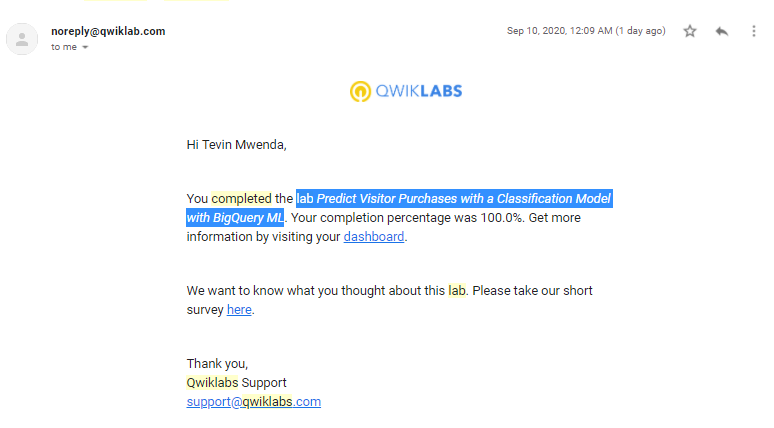 noreply@qwiklab.com
Sep 10, 2020, 12:09 AM (1 day ago)
to me
QWIKLABS
Hi Tevin Mwenda,
You completed the lab Predict Visitor Purchases with a Classification Model
with BigQuery ML. Your completion percentage was 100.0%. Get more
information by visiting your dashboard.
We want to know what you thought about this lab. Please take our short
survey here.
Thank you,
Qwiklabs Support
support@qwiklabs.com